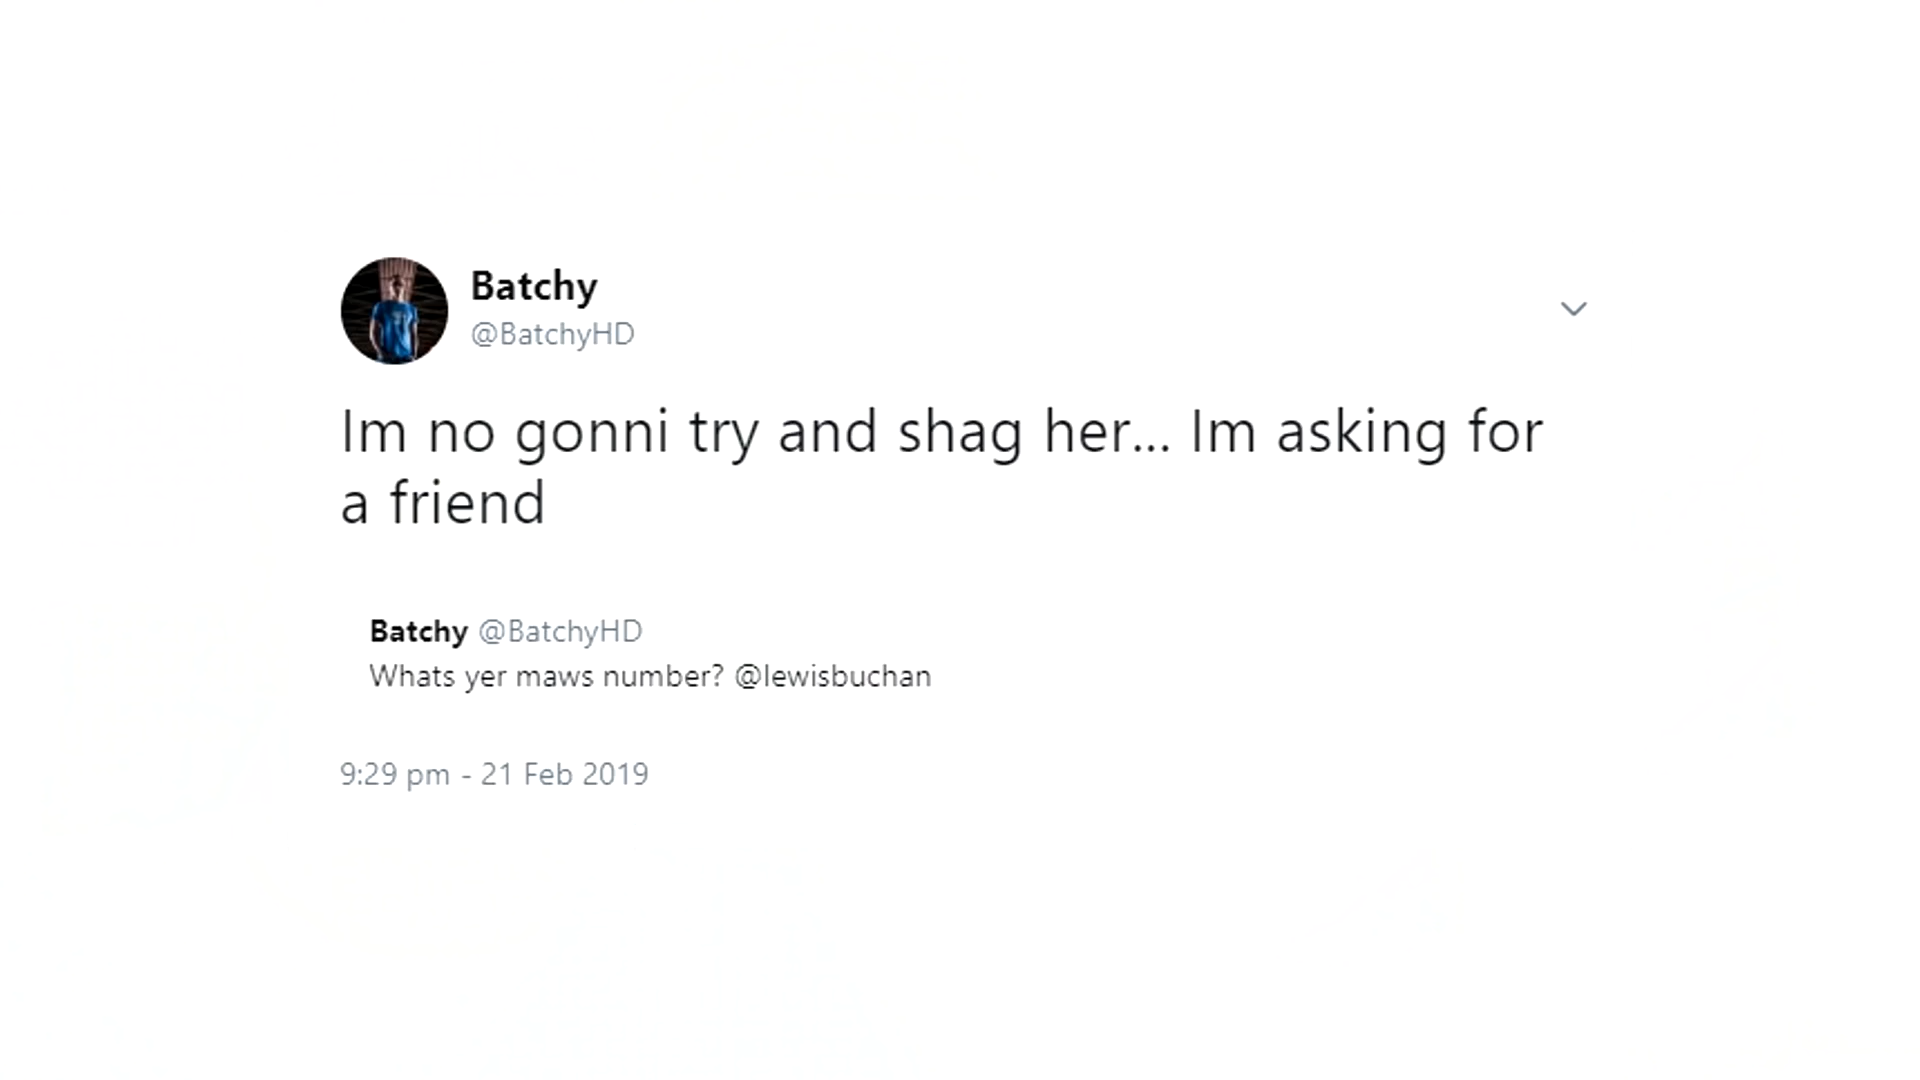 Batchy
@BatchyHD
Im no gonni try and shag her... Im asking for
a friend
Batchy @BatchyHD
Whats yer maws number? @lewisbuchan
9:29 pm - 21 Feb 2019